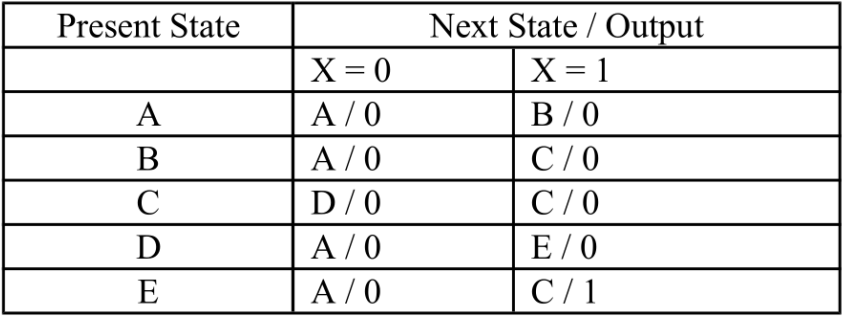 Present State Next State / Output
X = 0 X = 1
A A / 0 B / 0
B A / 0 C / 0
C D / 0 C / 0
D A / 0 E / 0
E A / 0 C / 1